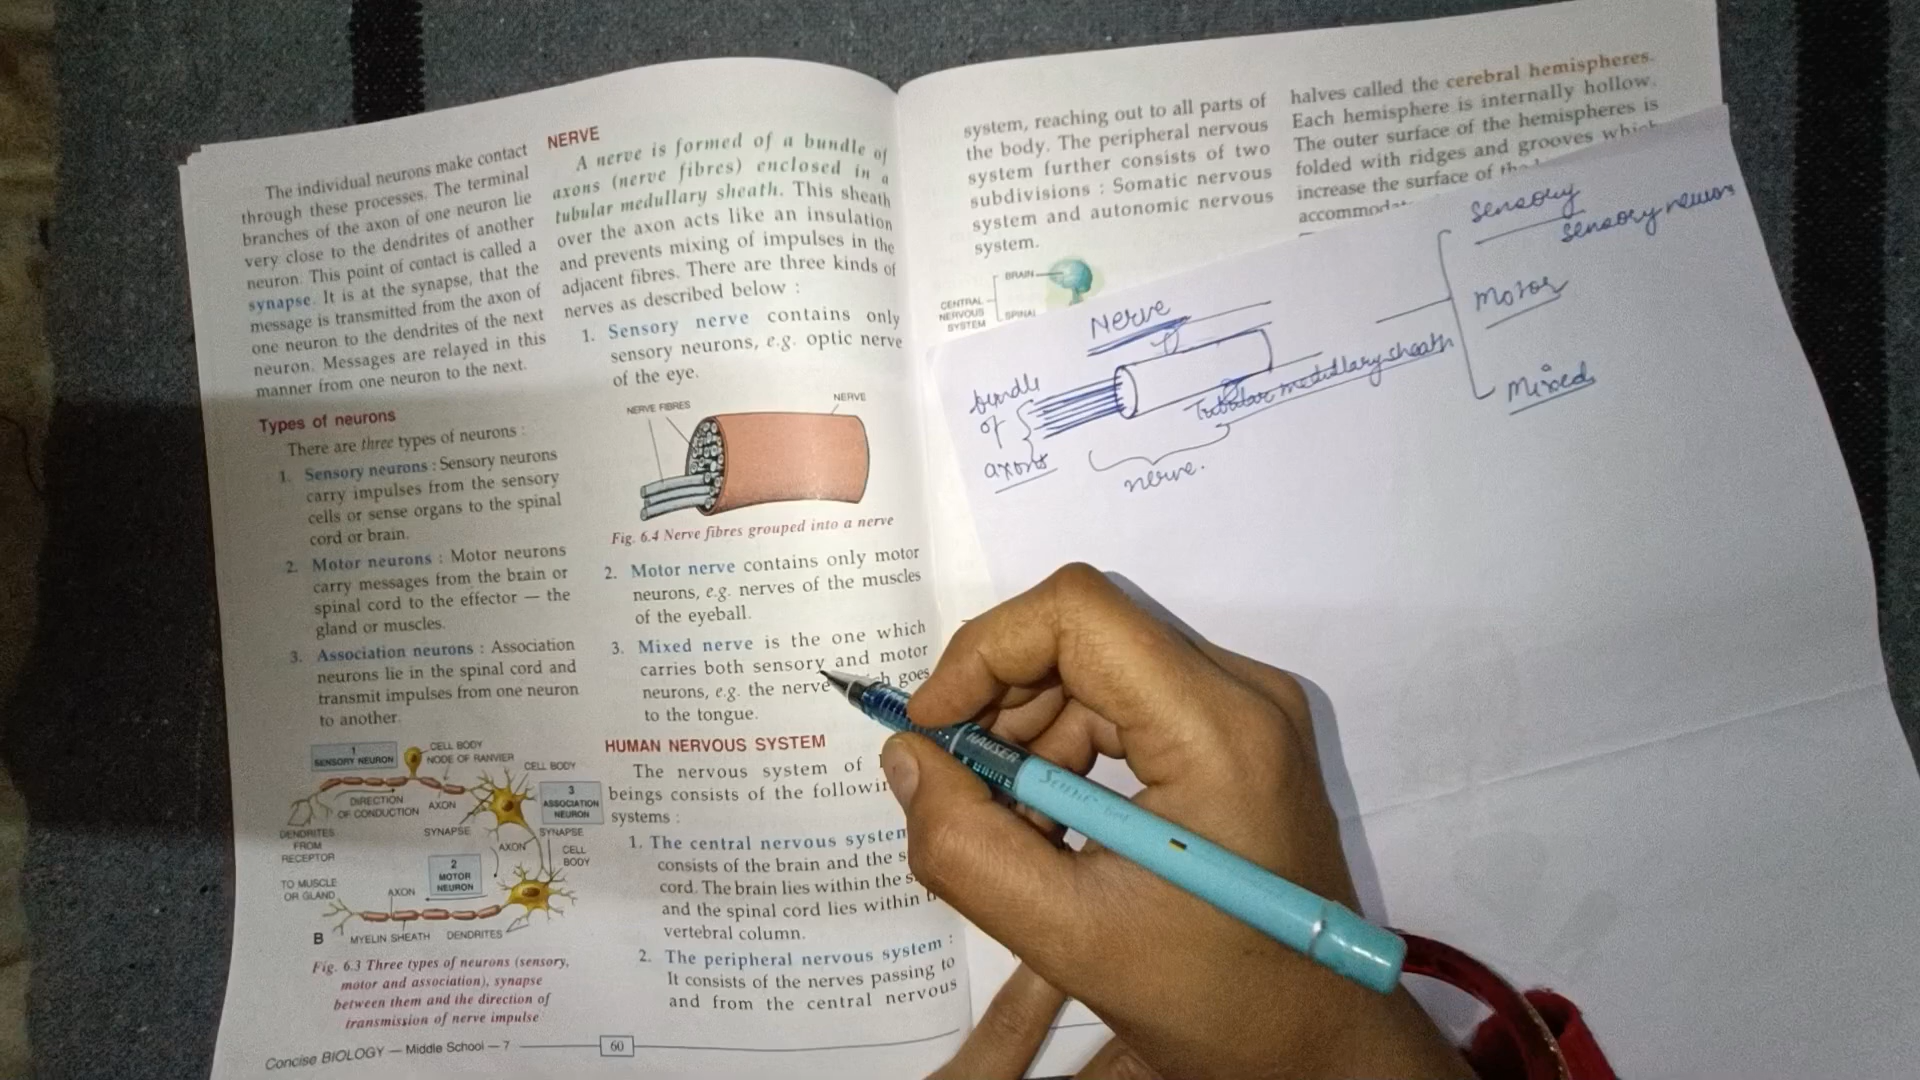 The individual neurons make contact
through these processes. The terminal
branches of the axon of one neuron lie
very close to the dendrites of another
neuron. This point of contact is called a
synapse. It is at the synapse, that the
message is transmitted from the axon of
one neuron to the dendrites of the next
neuron. Messages are relayed in this
manner from one neuron to the next.
Types of neurons
There are three types of neurons :
1. Sensory neurons : Sensory neurons
carry impulses from the sensory
cells or sense organs to the spinal
cord or brain.
2. Motor neurons : Motor neurons
carry messages from the brain or
spinal cord to the effector — the
gland or muscles.
3. Association neurons : Association
neurons lie in the spinal cord and
transmit impulses from one neuron
to another.
1
SENSORY NEURON
CELL BODY
NODE OF RANVIER
CELL BODY
DIRECTION
OF CONDUCTION
AXON
3
ASSOCIATION
NEURON
DENDRITES
FROM
RECEPTOR
SYNAPSE
SYNAPSE
AXON
CELL
BODY
2
MOTOR
NEURON
TO MUSCLE
OR GLAND
AXON
B
MYELIN SHEATH
DENDRITES
Fig. 6.3 Three types of neurons (sensory,
motor and association), synapse
between them and the direction of
transmission of nerve impulse
Concise BIOLOGY — Middle School — 7
60
NERVE
A nerve is formed of a bundle of
axons (nerve fibres) enclosed in a
tubular medullary sheath. This sheath
over the axon acts like an insulation
and prevents mixing of impulses in the
adjacent fibres. There are three kinds of
nerves as described below :
1. Sensory nerve contains only
sensory neurons, e.g. optic nerve
of the eye.
NERVE FIBRES
NERVE
Fig. 6.4 Nerve fibres grouped into a nerve
2. Motor nerve contains only motor
neurons, e.g. nerves of the muscles
of the eyeball.
3. Mixed nerve is the one which
carries both sensory and motor
neurons, e.g. the nerve goes
to the tongue.
HUMAN NERVOUS SYSTEM
The nervous system of
beings consists of the
systems :
1. The central nervous system
consists of the brain and the
cord. The brain lies within the
and the spinal cord lies within
vertebral column.
2. The peripheral nervous system :
It consists of the nerves passing to
and from the central nervous
system, reaching out to all parts of
the body. The peripheral nervous
system further consists of two
subdivisions : Somatic nervous
system and autonomic nervous
system.
BRAIN
CENTRAL
NERVOUS
SYSTEM
SPINAL
halves called the cerebral hemispheres.
Each hemisphere is internally hollow.
The outer surface of the hemispheres is
folded with ridges and grooves which
increase the surface of
Nerve
bundle
of
axons
Tubular medullary sheath
nerve.
sensory
sensory neurons
Motor
Mixed
HAUSER